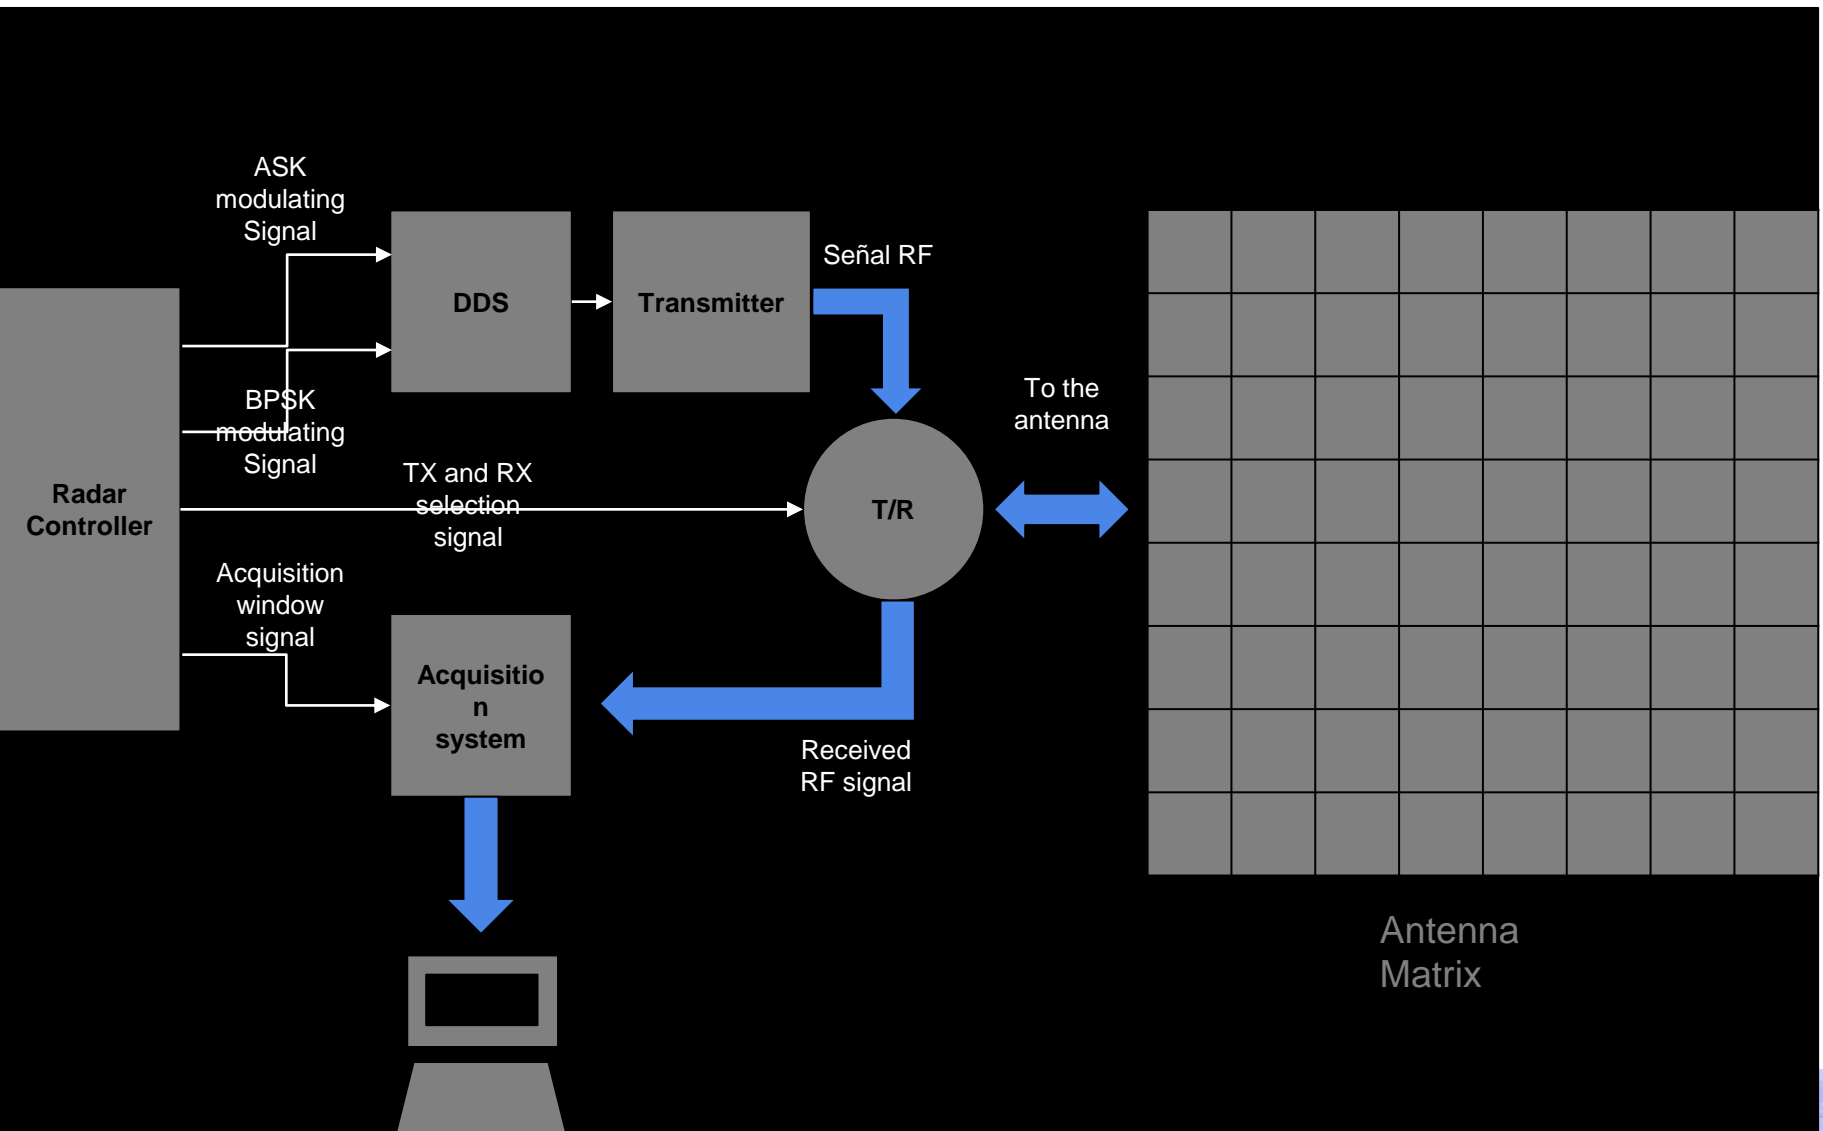 ASK
modulating
Signal
DDS
Transmitter
Señal RF
BPSK
modulating
Signal
To the
antenna
Radar
Controller
TX and RX
selection
signal
T/R
Acquisition
window
signal
Acquisitio
n
system
Received
RF signal
Antenna
Matrix